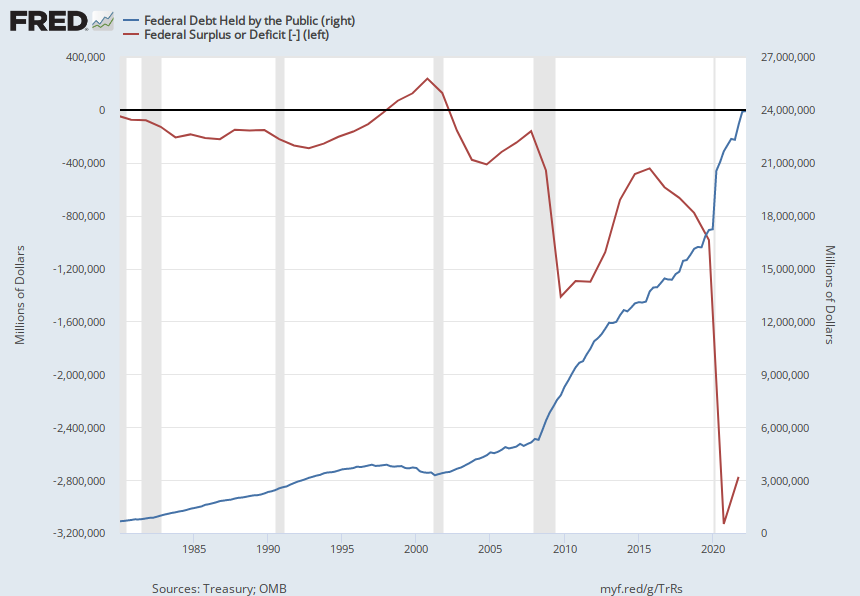 FRED
Federal Debt Held by the Public (right)
Federal Surplus or Deficit [-] (left)
400,000
0
-400,000
-800,000
-1,200,000
-1,600,000
-2,000,000
-2,400,000
-2,800,000
-3,200,000
Millions of Dollars
27,000,000
24,000,000
21,000,000
18,000,000
15,000,000
12,000,000
9,000,000
6,000,000
3,000,000
0
Millions of Dollars
1985 1990 1995 2000 2005 2010 2015 2020
Sources: Treasury; OMB
myf.red/g/TrRs